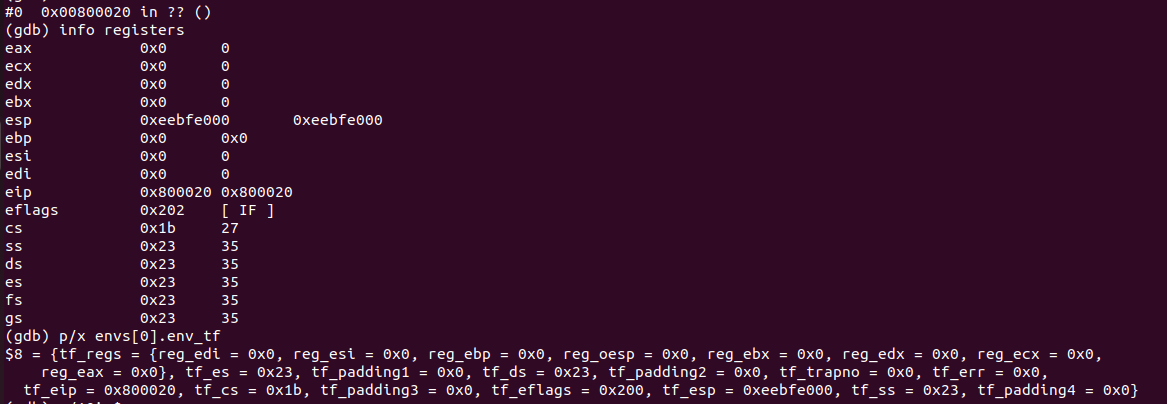 #0  0x00800020 in ?? ()
(gdb) info registers
eax            0x0      0
ecx            0x0      0
edx            0x0      0
ebx            0x0      0
esp            0xeebfe000       0xeebfe000
ebp            0x0      0x0
esi            0x0      0
edi            0x0      0
eip            0x800020 0x800020
eflags         0x202    [ IF ]
cs             0x1b     27
ss             0x23     35
ds             0x23     35
es             0x23     35
fs             0x23     35
gs             0x23     35
(gdb) p/x envs[0].env_tf
$8 = {tf_regs = {reg_edi = 0x0, reg_esi = 0x0, reg_ebp = 0x0, reg_oesp = 0x0, reg_ebx = 0x0, reg_edx = 0x0, reg_ecx = 0x0,
    reg_eax = 0x0}, tf_es = 0x23, tf_padding1 = 0x0, tf_ds = 0x23, tf_padding2 = 0x0, tf_trapno = 0x0, tf_err = 0x0,
  tf_eip = 0x800020, tf_cs = 0x1b, tf_padding3 = 0x0, tf_eflags = 0x200, tf_esp = 0xeebfe000, tf_ss = 0x23, tf_padding4 = 0x0}